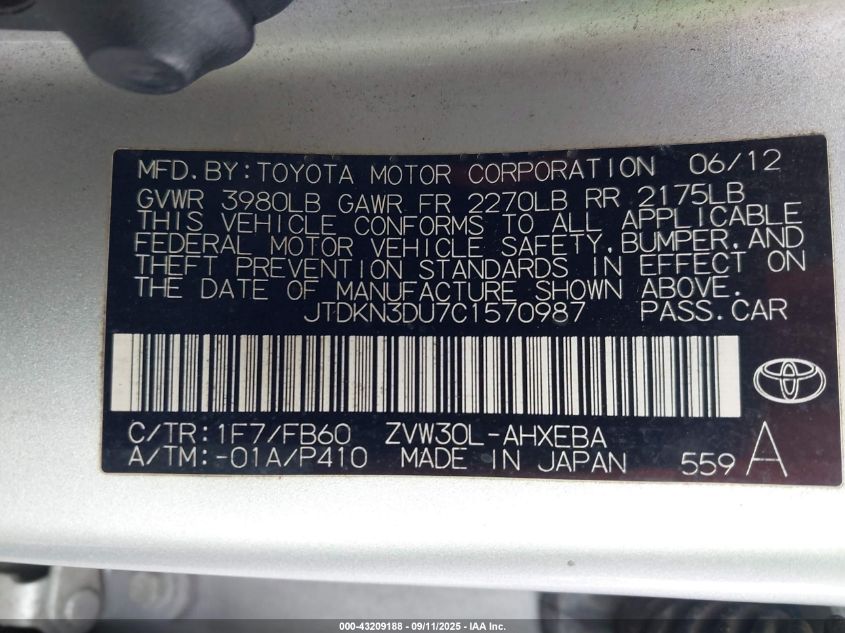 MFD. BY: TOYOTA MOTOR CORPORATION 06/12
GVWR 3980LB GAWR FR 2270LB RR 2175LB
THIS VEHICLE CONFORMS TO ALL APPLICABLE
FEDERAL MOTOR VEHICLE SAFETY, BUMPER, AND
THEFT PREVENTION STANDARDS IN EFFECT ON
THE DATE OF MANUFACTURE SHOWN ABOVE.
JTDKN3DU7C1570987 PASS. CAR
C/TR: 1F7/FB60 ZVW30L-AHXEBA
A/TM: -01A/P410 MADE IN JAPAN 559 A
000-43209188 - 09/11/2025 - IAA Inc.